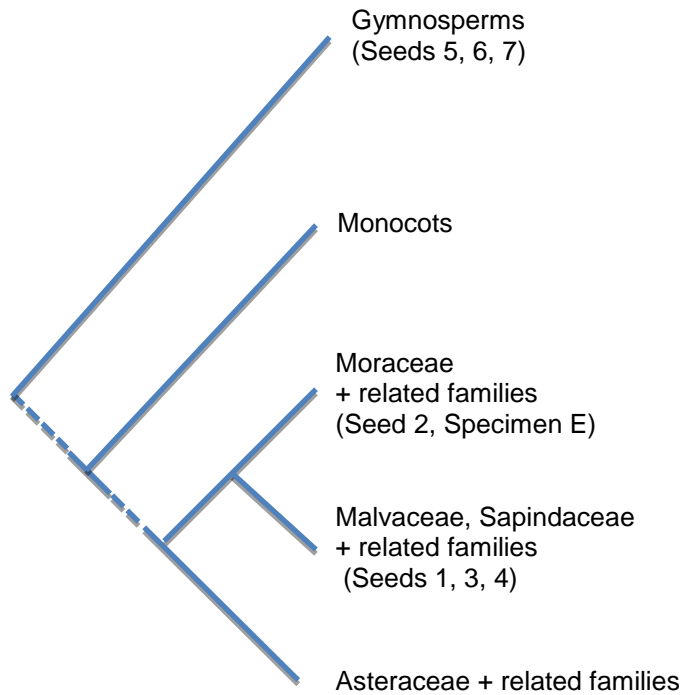 Gymnosperms
(Seeds 5, 6, 7)
Monocots
Moraceae
+ related families
(Seed 2, Specimen E)
Malvaceae, Sapindaceae
+ related families
(Seeds 1, 3, 4)
Asteraceae + related families